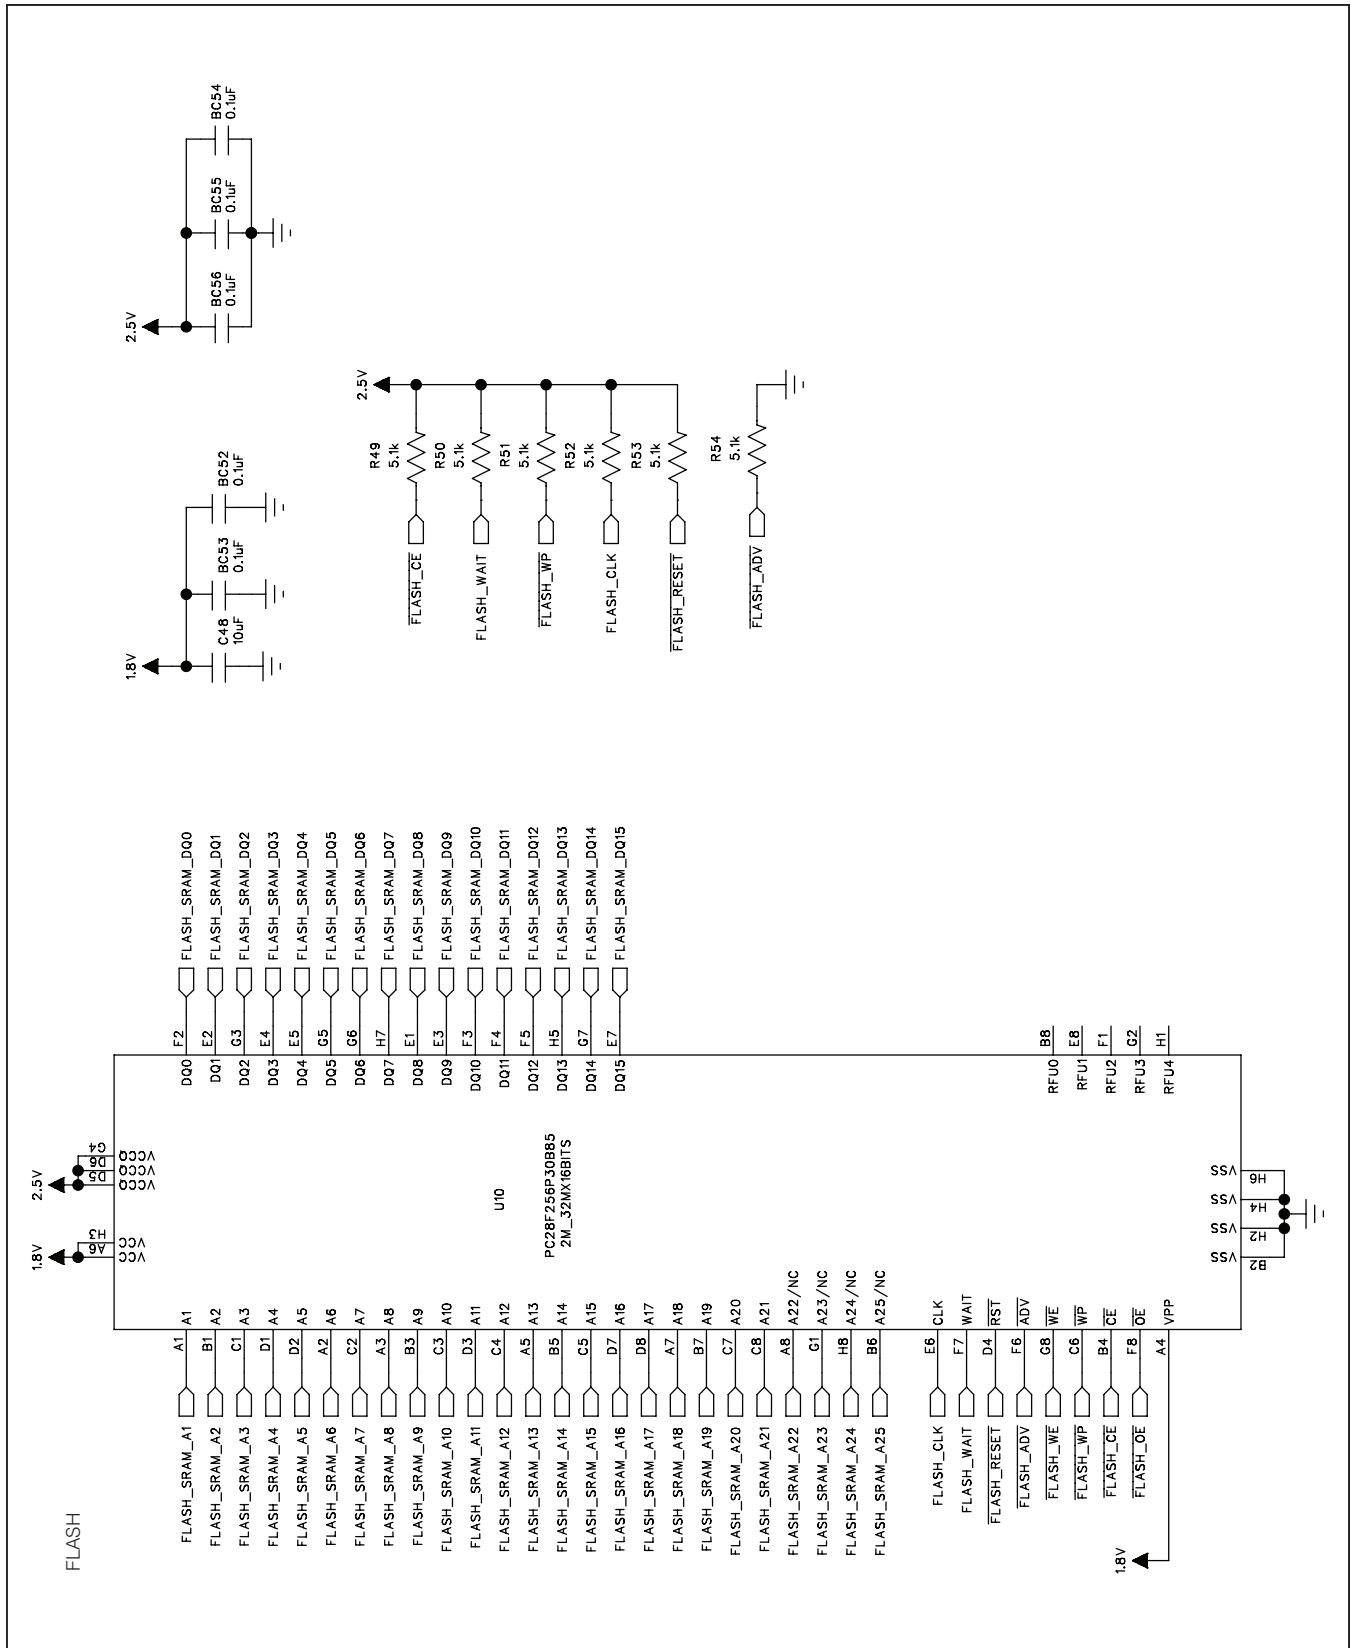 FLASH
1.8V
2.5V
A6
H3
D5
D6
G4
VCC
VCC
VCCQ
VCCQ
VCCQ
FLASH_SRAM_A1 A1 A1
FLASH_SRAM_A2 B1 A2
FLASH_SRAM_A3 C1 A3
FLASH_SRAM_A4 D1 A4
FLASH_SRAM_A5 D2 A5
FLASH_SRAM_A6 A2 A6
FLASH_SRAM_A7 C2 A7
FLASH_SRAM_A8 A3 A8
FLASH_SRAM_A9 B3 A9
FLASH_SRAM_A10 C3 A10
FLASH_SRAM_A11 D3 A11
FLASH_SRAM_A12 C4 A12
FLASH_SRAM_A13 A5 A13
FLASH_SRAM_A14 B5 A14
FLASH_SRAM_A15 C5 A15
FLASH_SRAM_A16 D7 A16
FLASH_SRAM_A17 D8 A17
FLASH_SRAM_A18 A7 A18
FLASH_SRAM_A19 B7 A19
FLASH_SRAM_A20 C7 A20
FLASH_SRAM_A21 C8 A21
FLASH_SRAM_A22 A8 A22/NC
FLASH_SRAM_A23 G1 A23/NC
FLASH_SRAM_A24 H8 A24/NC
FLASH_SRAM_A25 B6 A25/NC
FLASH_CLK E6 CLK
FLASH_WAIT F7 WAIT
FLASH_RESET D4 RST
FLASH_ADV F6 ADV
FLASH_WE G8 WE
FLASH_WP C6 WP
FLASH_CE B4 CE
FLASH_OE F8 OE
1.8V A4 VPP
U10
PC28F256P30B85
2M_32MX16BITS
VSS
VSS
VSS
VSS
B2
H2
H4
H6
DQ0 F2 FLASH_SRAM_DQ0
DQ1 E2 FLASH_SRAM_DQ1
DQ2 G3 FLASH_SRAM_DQ2
DQ3 E4 FLASH_SRAM_DQ3
DQ4 E5 FLASH_SRAM_DQ4
DQ5 G5 FLASH_SRAM_DQ5
DQ6 G6 FLASH_SRAM_DQ6
DQ7 H7 FLASH_SRAM_DQ7
DQ8 E1 FLASH_SRAM_DQ8
DQ9 E3 FLASH_SRAM_DQ9
DQ10 F3 FLASH_SRAM_DQ10
DQ11 F4 FLASH_SRAM_DQ11
DQ12 F5 FLASH_SRAM_DQ12
DQ13 H5 FLASH_SRAM_DQ13
DQ14 G7 FLASH_SRAM_DQ14
DQ15 E7 FLASH_SRAM_DQ15
RFU0 B8
RFU1 E8
RFU2 F1
RFU3 G2
RFU4 H1
1.8V
C48
10uF
BC53
0.1uF
BC52
0.1uF
2.5V
BC56
0.1uF
BC55
0.1uF
BC54
0.1uF
2.5V
R49
5.1k
FLASH_CE
R50
5.1k
FLASH_WAIT
R51
5.1k
FLASH_WP
R52
5.1k
FLASH_CLK
R53
5.1k
FLASH_RESET
R54
5.1k
FLASH_ADV